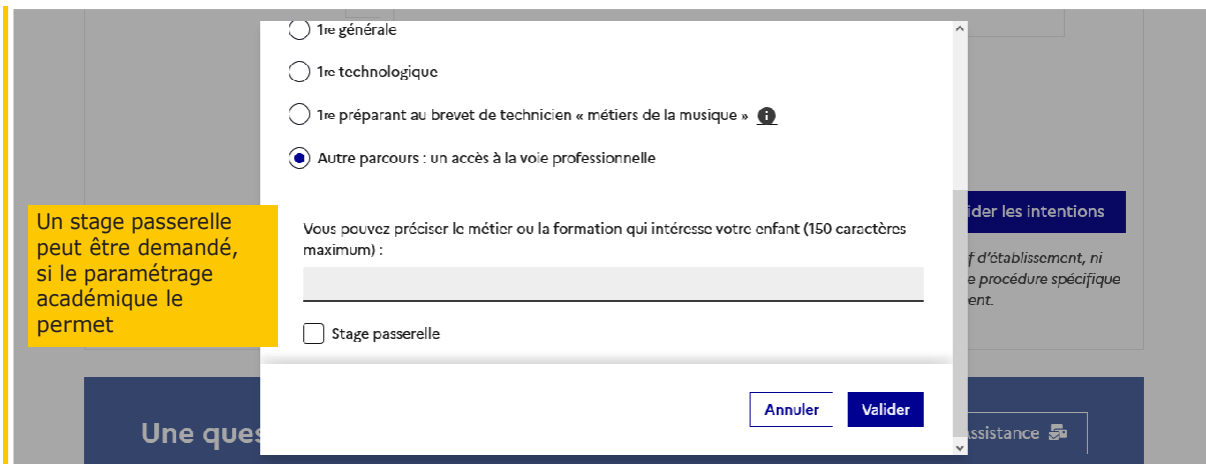 1re générale
1re technologique
1re préparant au brevet de technicien « métiers de la musique »
Autre parcours : un accès à la voie professionnelle
Un stage passerelle
peut être demandé,
si le paramétrage
académique le
permet
Vous pouvez préciser le métier ou la formation qui intéresse votre enfant (150 caractères
maximum) :
Stage passerelle
ider les intentions
f d'établissement, ni
e procédure spécifique
ent.
Annuler
Valider
Une ques
ssistance